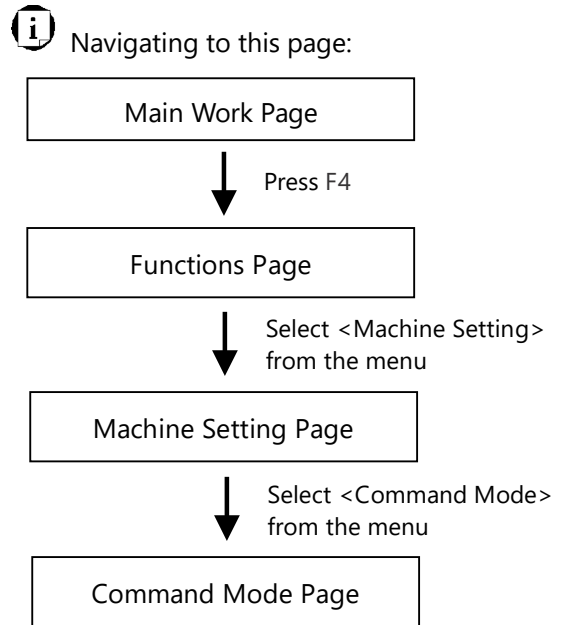 Navigating to this page:
Main Work Page
Press F4
Functions Page
Select <Machine Setting>
from the menu
Machine Setting Page
Select <Command Mode>
from the menu
Command Mode Page